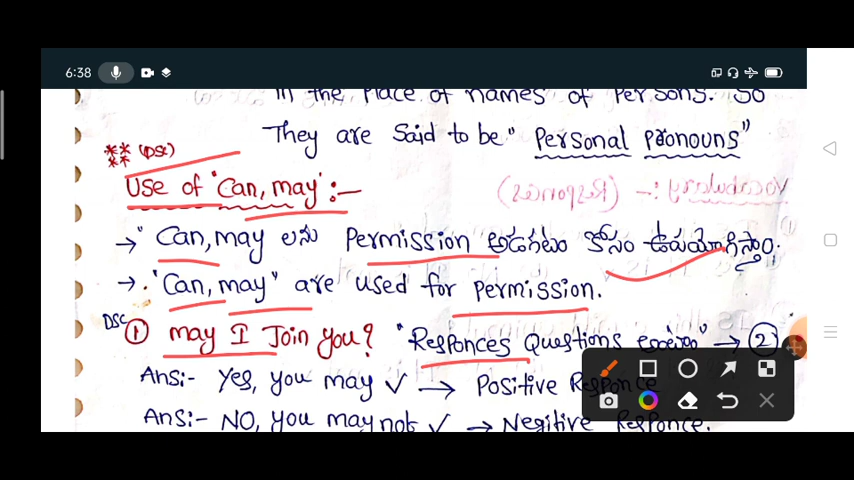 6:38
in the Place of names of Persons. So
They are Said to be "Personal Pronouns"
** (DSC)
**
Use of 'Can, may' :-
Vocabulary :- (Responces)
→ "Can, may లను Permission అడగటం కోసం ఉపయోగిస్తాం.
→ . "Can, may" are used for Permission.
DSC ① may I Join you? "Responces Questions → ②
Ans:- Yes, you may ✓ → Positive Responce
Ans:- NO, you may not ✓ → Negitive Responce.